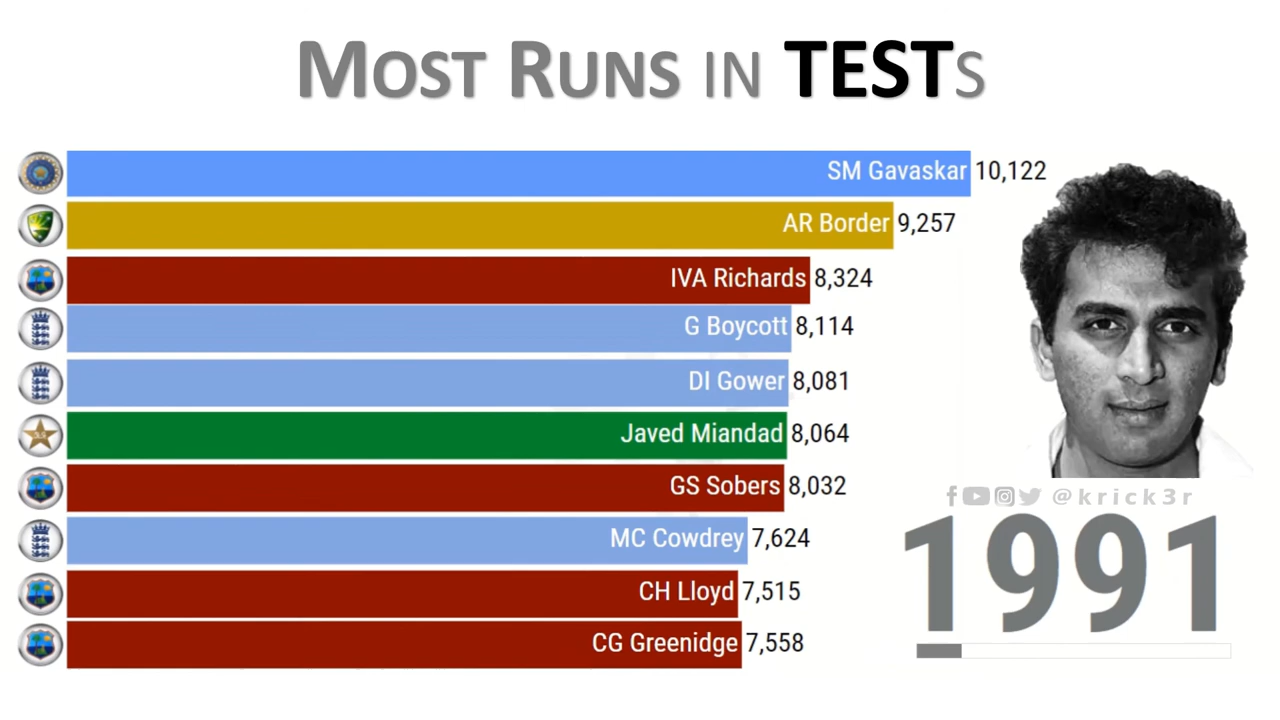 Most Runs in TESTs
SM Gavaskar 10,122
AR Border 9,257
IVA Richards 8,324
G Boycott 8,114
DI Gower 8,081
Javed Miandad 8,064
GS Sobers 8,032
MC Cowdrey 7,624
CH Lloyd 7,515
CG Greenidge 7,558
@krick3r
1991